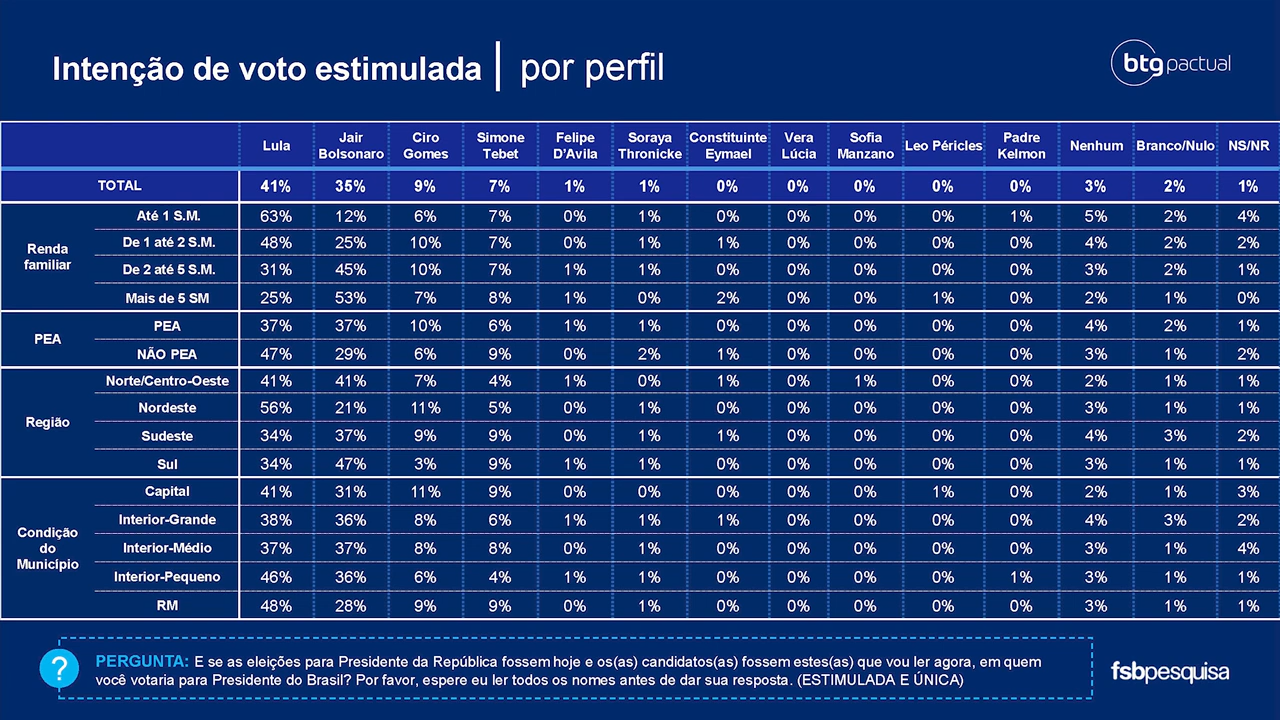 Intenção de voto estimulada | por perfil
btgpactual
Lula Jair Bolsonaro Ciro Gomes Simone Tebet Felipe D'Avila Soraya Thronicke Constituinte Eymael Vera Lúcia Sofia Manzano Leo Péricles Padre Kelmon Nenhum Branco/Nulo NS/NR
TOTAL 41% 35% 9% 7% 1% 1% 0% 0% 0% 0% 0% 3% 2% 1%
Renda familiar
Até 1 S.M. 63% 12% 6% 7% 0% 1% 0% 0% 0% 0% 1% 5% 2% 4%
De 1 até 2 S.M. 48% 25% 10% 7% 0% 1% 1% 0% 0% 0% 0% 4% 2% 2%
De 2 até 5 S.M. 31% 45% 10% 7% 1% 1% 0% 0% 0% 0% 0% 3% 2% 1%
Mais de 5 SM 25% 53% 7% 8% 1% 0% 2% 0% 0% 1% 0% 2% 1% 0%
PEA
PEA 37% 37% 10% 6% 1% 1% 0% 0% 0% 0% 0% 4% 2% 1%
NÃO PEA 47% 29% 6% 9% 0% 2% 1% 0% 0% 0% 0% 3% 1% 2%
Região
Norte/Centro-Oeste 41% 41% 7% 4% 1% 0% 1% 0% 1% 0% 0% 2% 1% 1%
Nordeste 56% 21% 11% 5% 0% 1% 0% 0% 0% 0% 0% 3% 1% 1%
Sudeste 34% 37% 9% 9% 0% 1% 1% 0% 0% 0% 0% 4% 3% 2%
Sul 34% 47% 3% 9% 1% 1% 0% 0% 0% 0% 0% 3% 1% 1%
Condição do Município
Capital 41% 31% 11% 9% 0% 0% 0% 0% 0% 1% 0% 2% 1% 3%
Interior-Grande 38% 36% 8% 6% 1% 1% 1% 0% 0% 0% 0% 4% 3% 2%
Interior-Médio 37% 37% 8% 8% 0% 1% 0% 0% 0% 0% 0% 3% 1% 4%
Interior-Pequeno 46% 36% 6% 4% 1% 1% 0% 0% 0% 0% 1% 3% 1% 1%
RM 48% 28% 9% 9% 0% 1% 0% 0% 0% 0% 0% 3% 1% 1%
?
PERGUNTA: E se as eleições para Presidente da República fossem hoje e os(as) candidatos(as) fossem estes(as) que vou ler agora, em quem
você votaria para Presidente do Brasil? Por favor, espere eu ler todos os nomes antes de dar sua resposta. (ESTIMULADA E ÚNICA)
fsbpesquisa